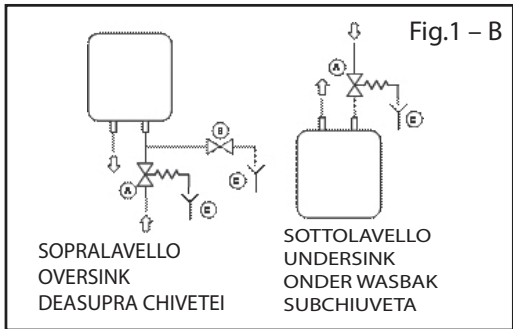 Fig.1 – B
A
B
E
E
SOPRALAVELLO
OVERSINK
DEASUPRA CHIVETEI
A
E
SOTTOLAVELLO
UNDERSINK
ONDER WASBAK
SUBCHIUVETA